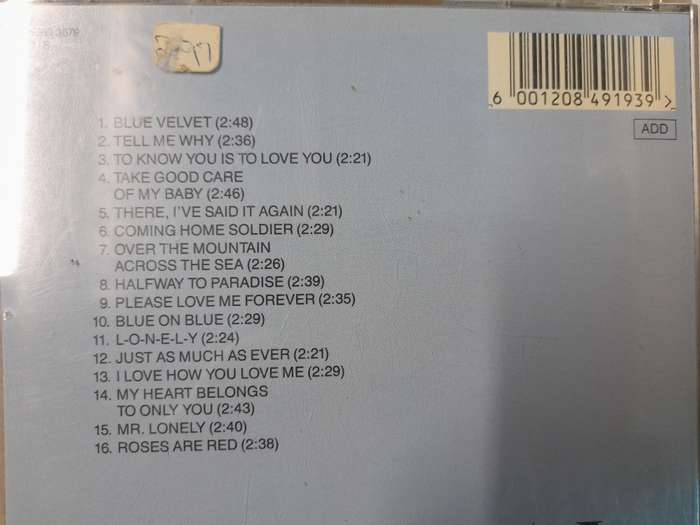 6 001208 491939 >
ADD
1. BLUE VELVET (2:48)
2. TELL ME WHY (2:36)
3. TO KNOW YOU IS TO LOVE YOU (2:21)
4. TAKE GOOD CARE
OF MY BABY (2:46)
5. THERE, I'VE SAID IT AGAIN (2:21)
6. COMING HOME SOLDIER (2:29)
7. OVER THE MOUNTAIN
ACROSS THE SEA (2:26)
8. HALFWAY TO PARADISE (2:39)
9. PLEASE LOVE ME FOREVER (2:35)
10. BLUE ON BLUE (2:29)
11. L-O-N-E-L-Y (2:24)
12. JUST AS MUCH AS EVER (2:21)
13. I LOVE HOW YOU LOVE ME (2:29)
14. MY HEART BELONGS
TO ONLY YOU (2:43)
15. MR. LONELY (2:40)
16. ROSES ARE RED (2:38)